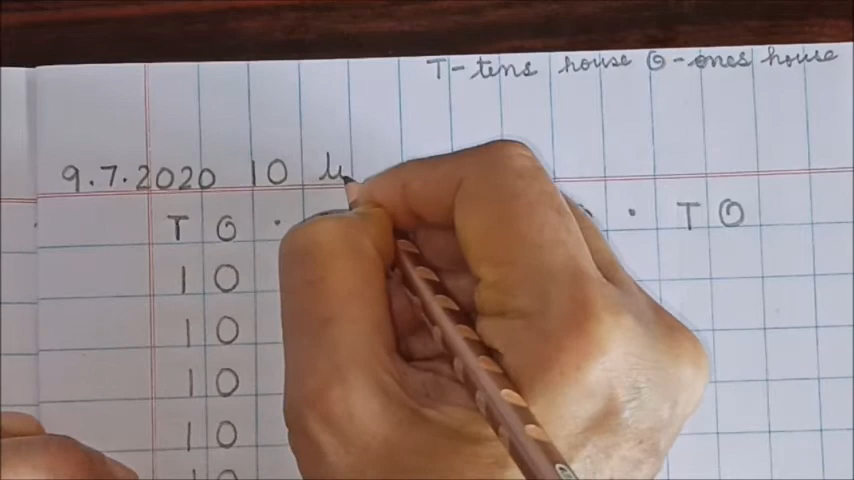 T-tens house O-ones house
9.7.2020 10
T O . . T O
1 0
1 0
1 0
1 0